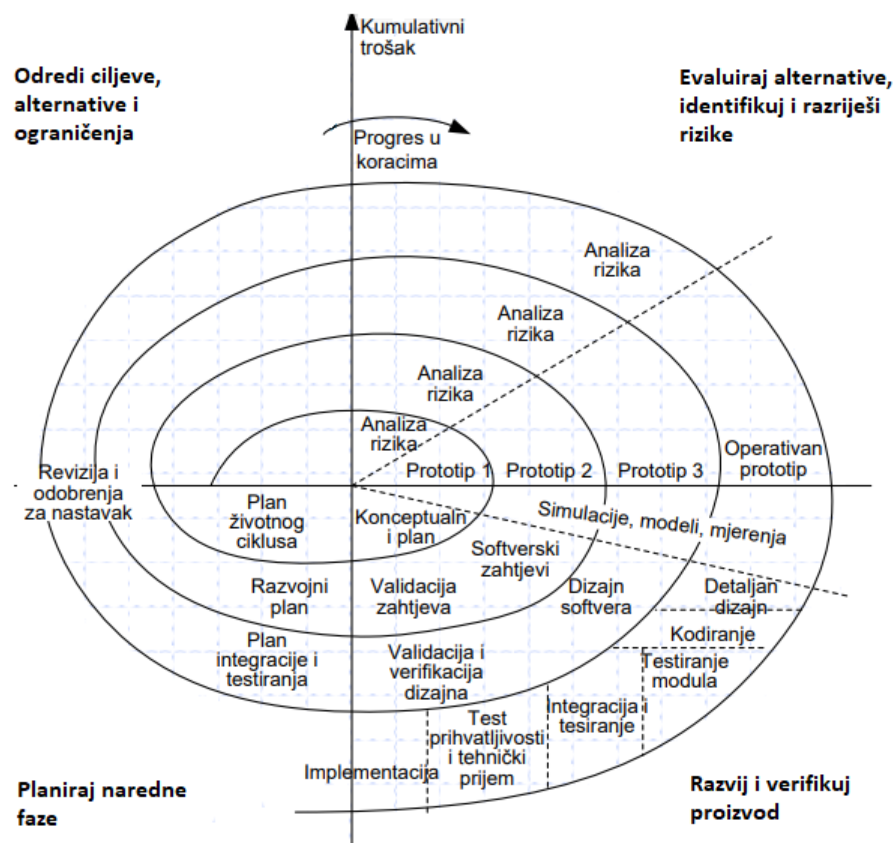 Kumulativni
trošak
Odredi ciljeve,
alternative i
ograničenja
Evaluiraj alternative,
identifikuj i razriješi
rizike
Progres u
koracima
Analiza
rizika
Analiza
rizika
Analiza
rizika
Analiza
rizika
Prototip 1
Prototip 2
Prototip 3
Operativan
prototip
Revizija i
odobrenja
za nastavak
Plan
životnog
ciklusa
Konceptualn
i plan
Simulacije, modeli, mjerenja
Softverski
zahtjevi
Razvojni
plan
Validacija
zahtjeva
Dizajn
softvera
Detaljan
dizajn
Kodiranje
Plan
integracije i
testiranja
Validacija i
verifikacija
dizajna
Testiranje
modula
Integracija i
tesiranje
Test
prihvatljivosti
i tehnički
prijem
Implementacija
Planiraj naredne
faze
Razvij i verifikuj
proizvod